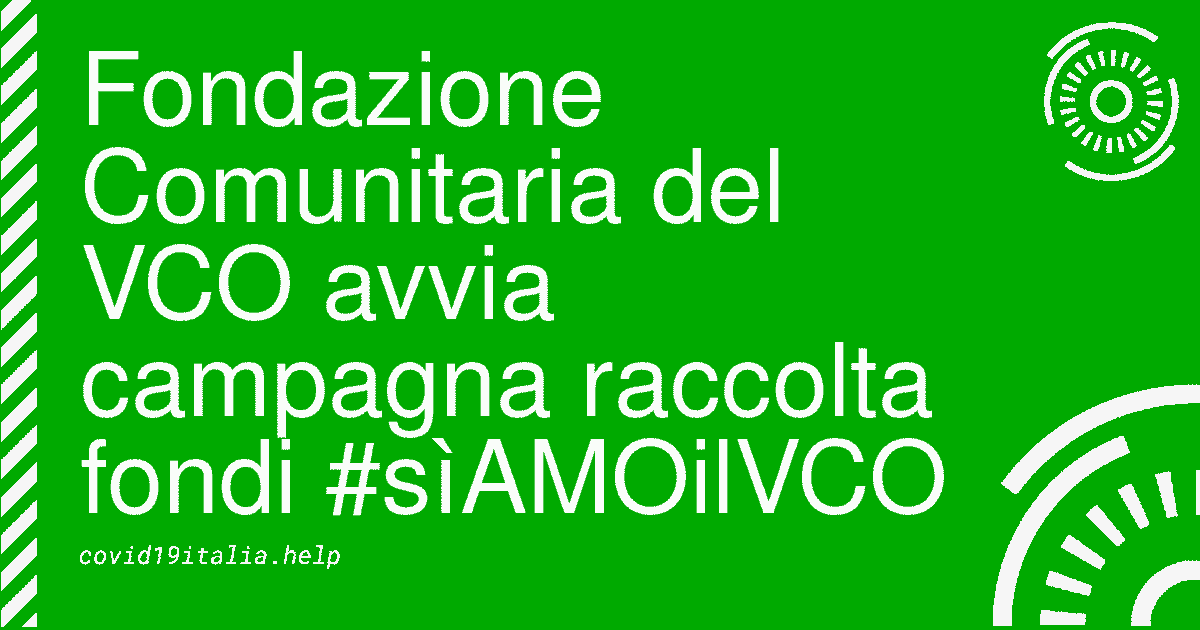 Fondazione
Comunitaria del
VCO avvia
campagna raccolta
fondi #sìAMOilVCO
covid19italia.help